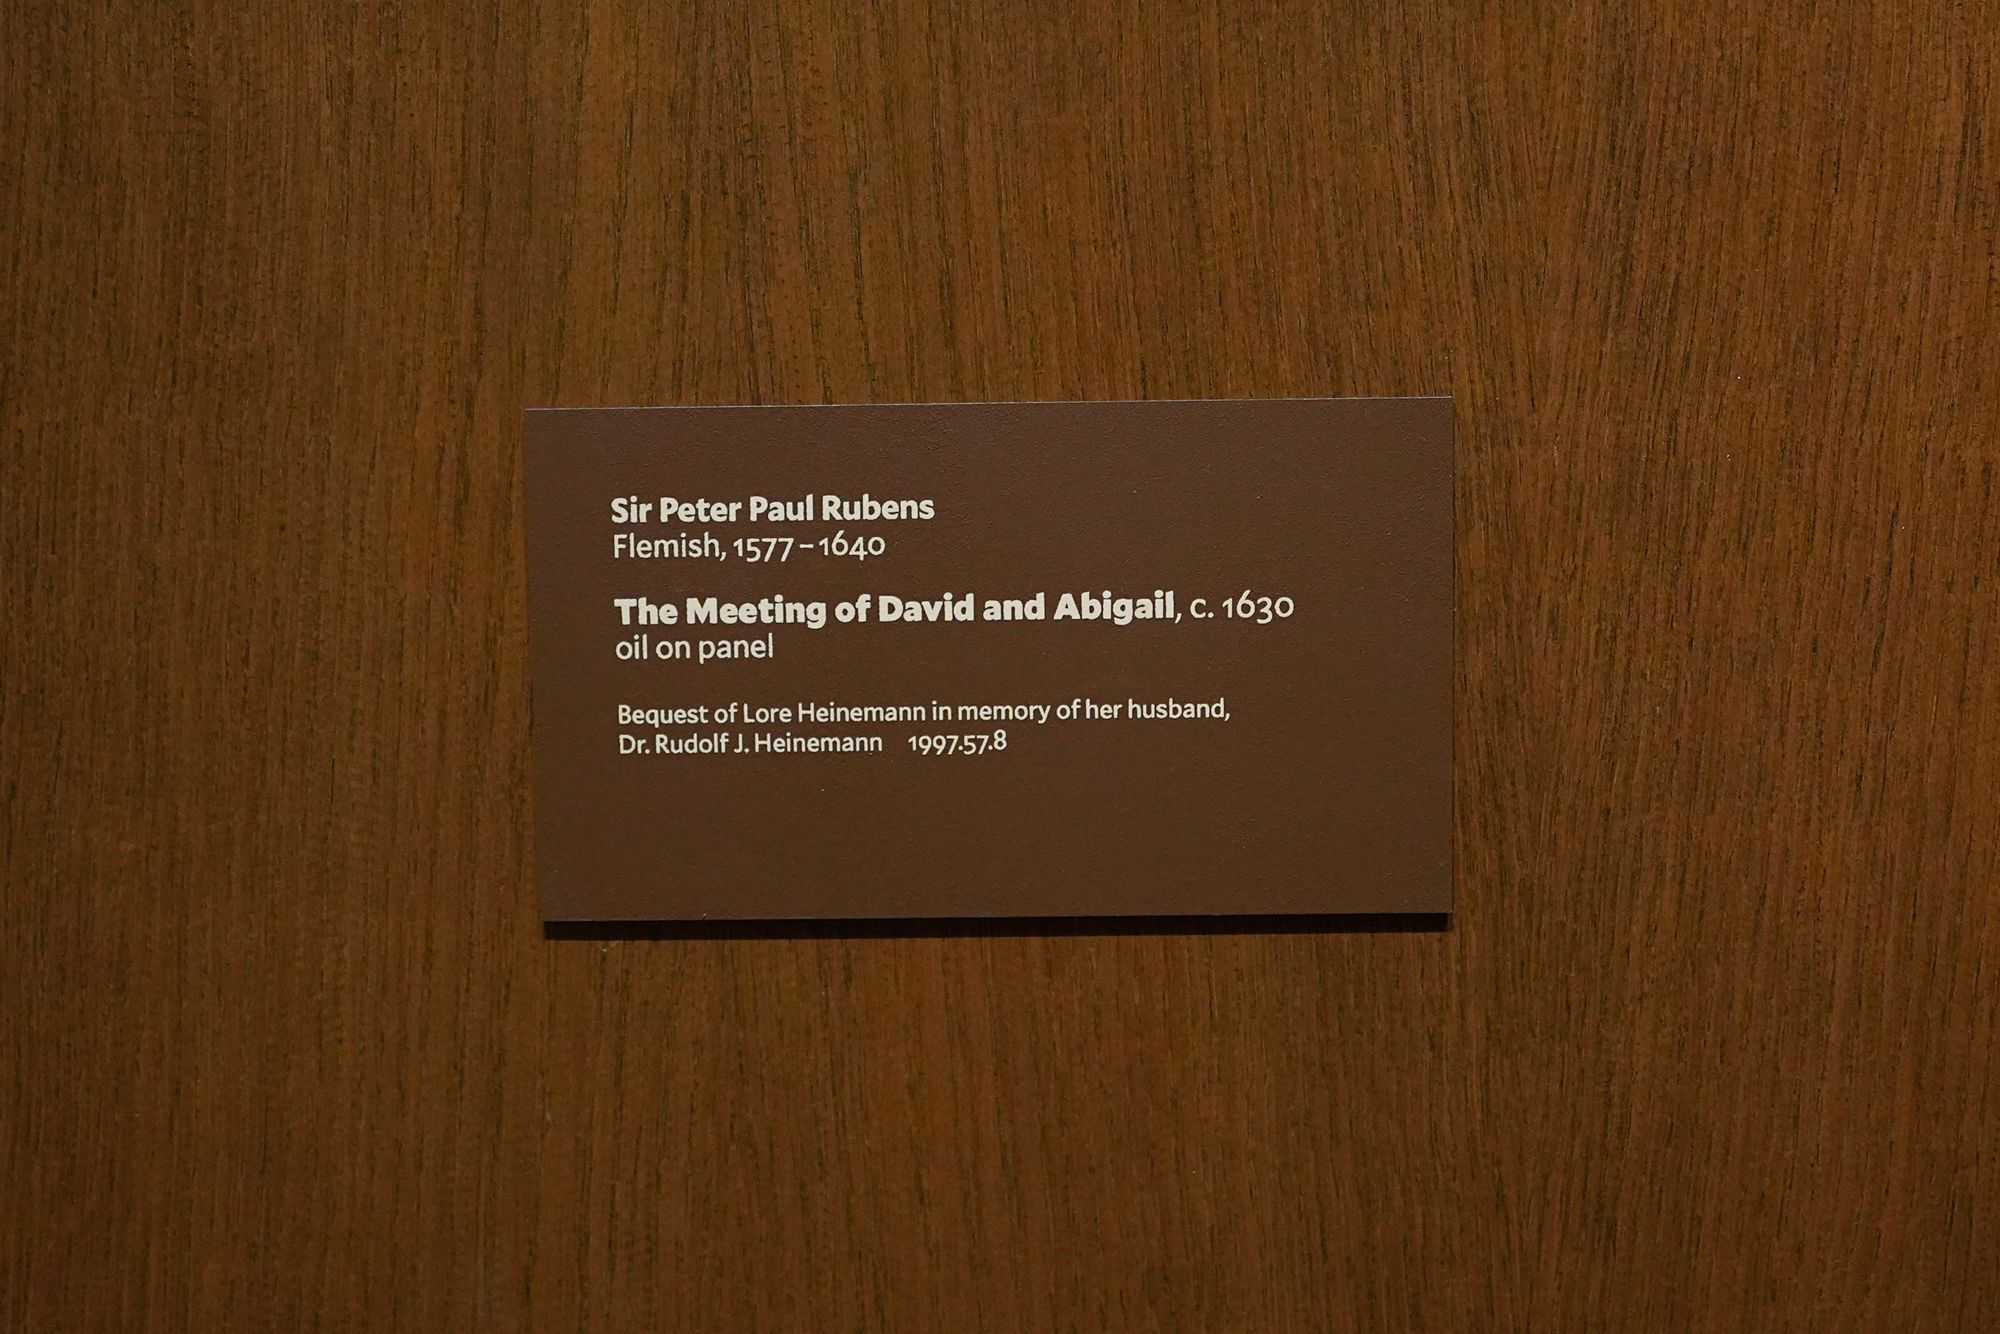 Sir Peter Paul Rubens
Flemish, 1577–1640
The Meeting of David and Abigail, c. 1630
oil on panel
Bequest of Lore Heinemann in memory of her husband,
Dr. Rudolf J. Heinemann 1997.57.8